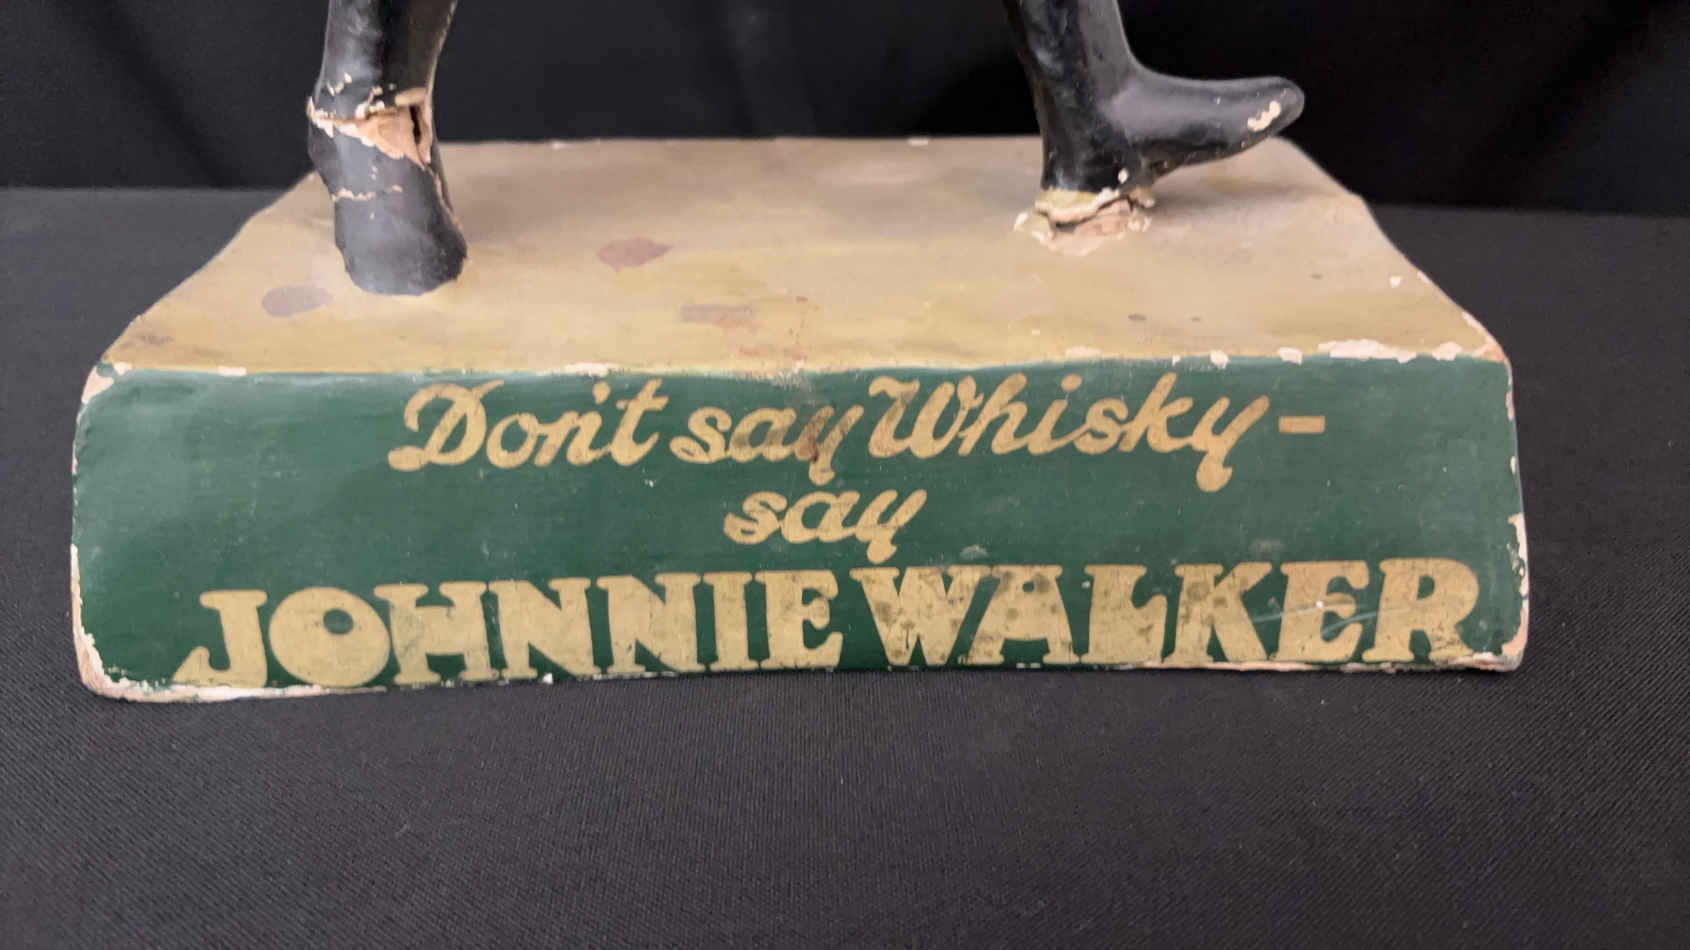 Don't say Whisky -
say
JOHNNIE WALKER